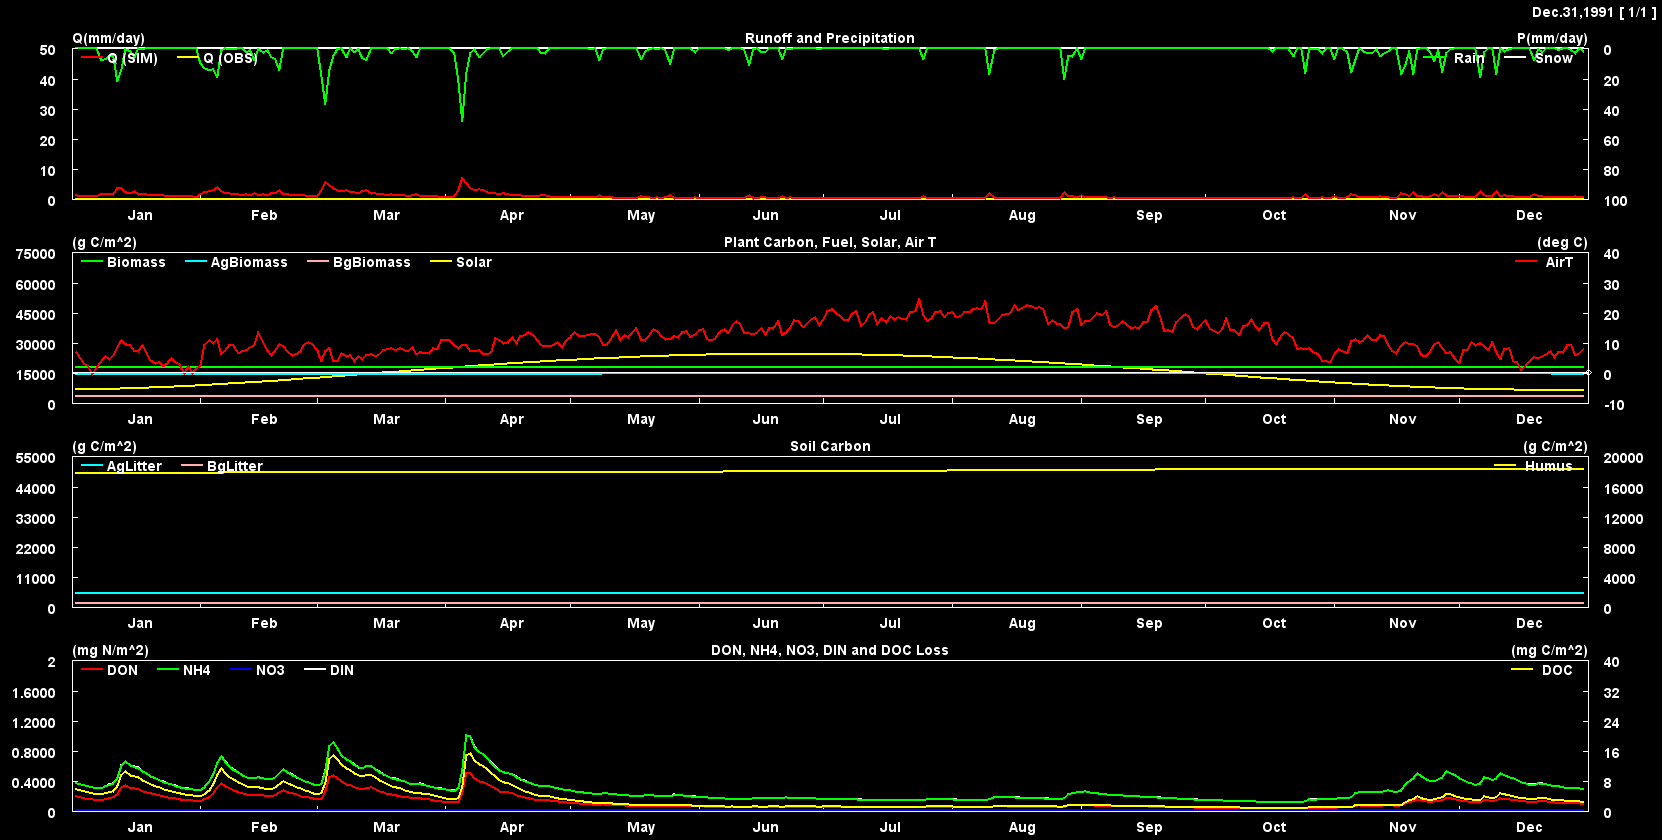 Dec.31,1991 [ 1/1 ]
Q(mm/day) Runoff and Precipitation P(mm/day)
50 0
Q (SIM) Q (OBS) Rain Snow
40 20
30 40
20 60
10 80
0 100
Jan Feb Mar Apr May Jun Jul Aug Sep Oct Nov Dec
(g C/m^2) Plant Carbon, Fuel, Solar, Air T (deg C)
75000 40
Biomass AgBiomass BgBiomass Solar AirT
60000 30
45000 20
30000 10
15000 0
0 -10
Jan Feb Mar Apr May Jun Jul Aug Sep Oct Nov Dec
(g C/m^2) Soil Carbon (g C/m^2)
55000 20000
AgLitter BgLitter Humus
44000 16000
33000 12000
22000 8000
11000 4000
0 0
Jan Feb Mar Apr May Jun Jul Aug Sep Oct Nov Dec
(mg N/m^2) DON, NH4, NO3, DIN and DOC Loss (mg C/m^2)
2 40
DON NH4 NO3 DIN DOC
1.6000 32
1.2000 24
0.8000 16
0.4000 8
0 0
Jan Feb Mar Apr May Jun Jul Aug Sep Oct Nov Dec